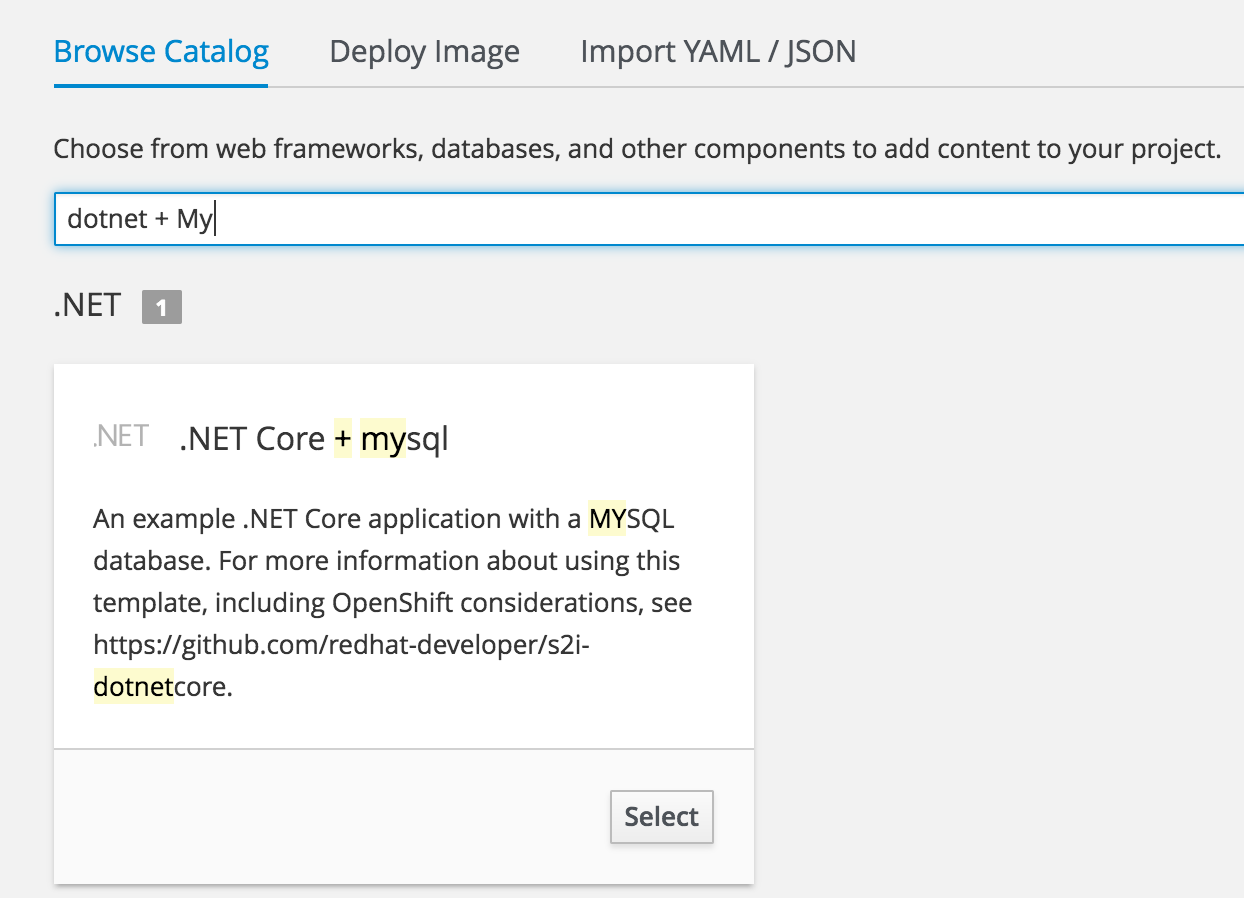 Browse Catalog Deploy Image Import YAML / JSON
Choose from web frameworks, databases, and other components to add content to your project.
dotnet + My
.NET 1
.NET .NET Core + mysql
An example .NET Core application with a MYSQL
database. For more information about using this
template, including OpenShift considerations, see
https://github.com/redhat-developer/s2i-
dotnetcore.
Select